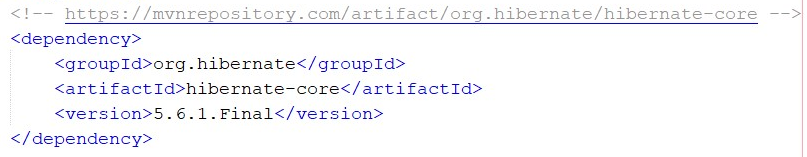 <!-- https://mvnrepository.com/artifact/org.hibernate/hibernate-core -->
<dependency>
    <groupId>org.hibernate</groupId>
    <artifactId>hibernate-core</artifactId>
    <version>5.6.1.Final</version>
</dependency>